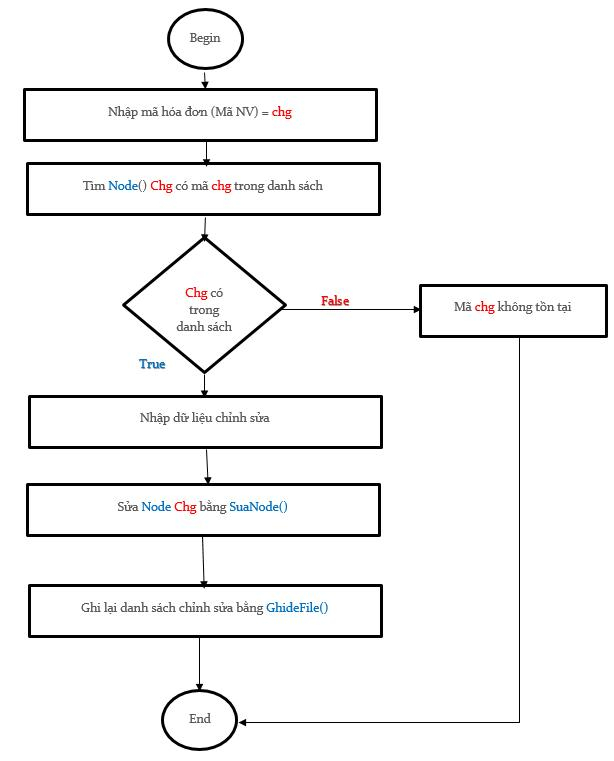 Begin
Nhập mã hóa đơn (Mã NV) = chg
Tìm Node() Chg có mã chg trong danh sách
Chg có
trong
danh sách
False
Mã chg không tồn tại
True
Nhập dữ liệu chỉnh sửa
Sửa Node Chg bằng SuaNode()
Ghi lại danh sách chỉnh sửa bằng GhideFile()
End